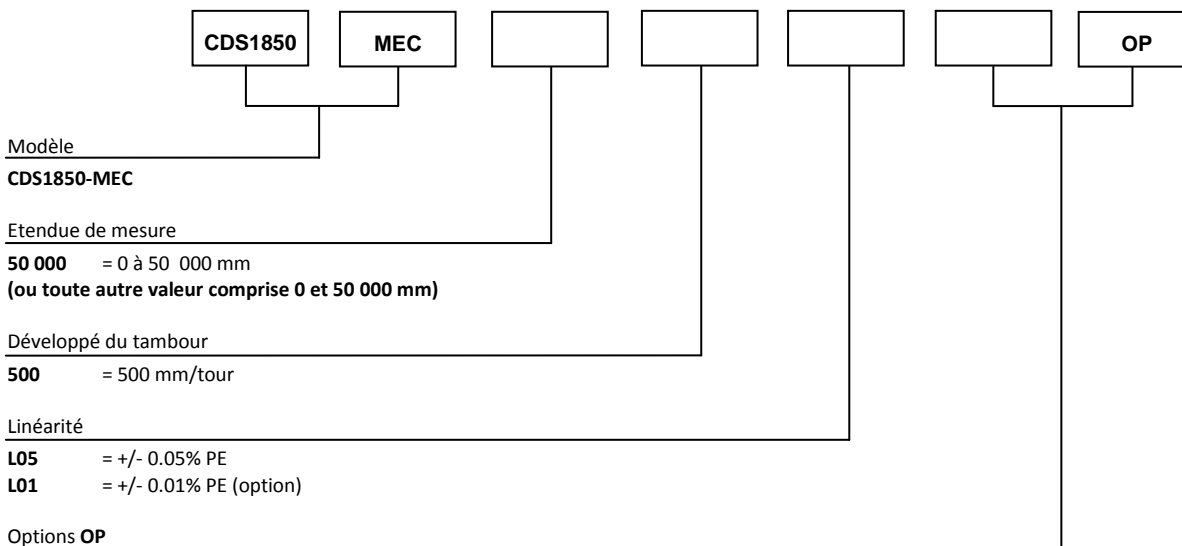 CDS1850 MEC OP
Modèle
CDS1850-MEC
Etendue de mesure
50 000 = 0 à 50 000 mm
(ou toute autre valeur comprise 0 et 50 000 mm)
Développé du tambour
500 = 500 mm/tour
Linéarité
L05 = +/- 0.05% PE
L01 = +/- 0.01% PE (option)
Options OP